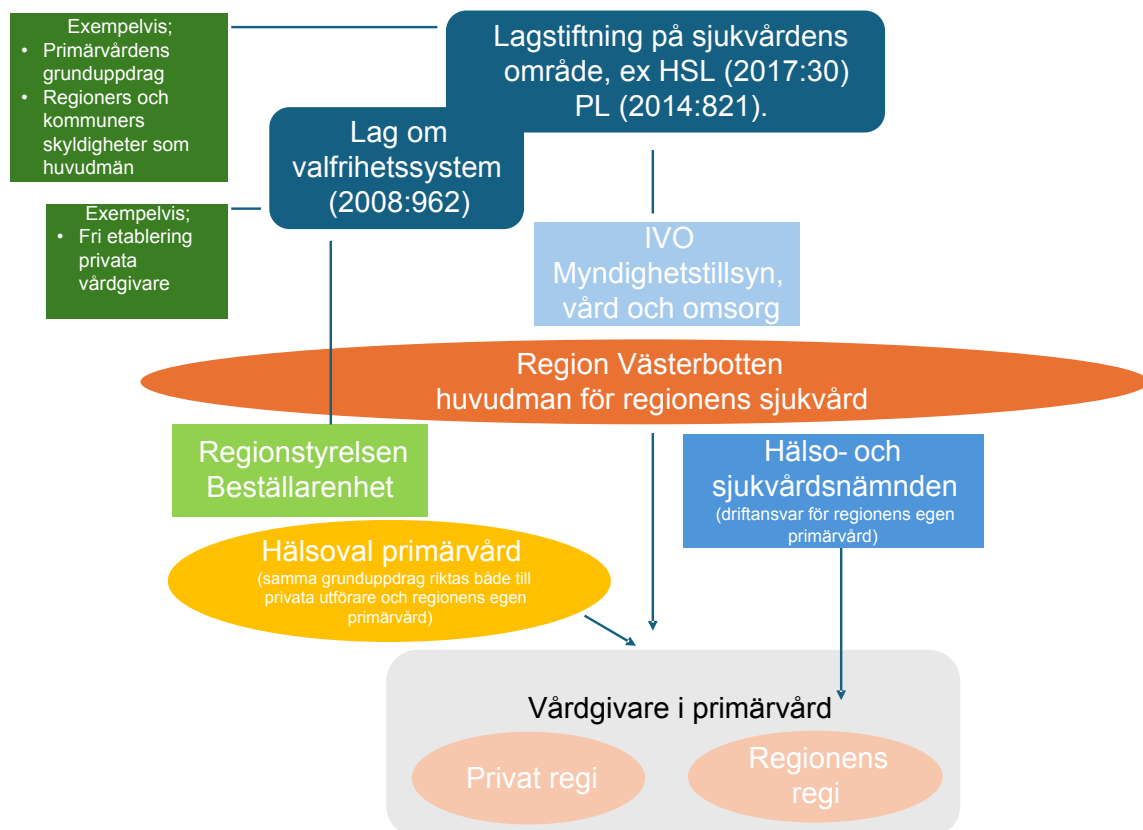 Exempelvis;
• Primärvårdens
grunduppdrag
• Regioners och
kommuners
skyldigheter som
huvudmän
Lagstiftning på sjukvårdens
område, ex HSL (2017:30)
PL (2014:821).
Lag om
valfrihetssystem
(2008:962)
Exempelvis;
• Fri etablering
privata
vårdgivare
IVO
Myndighetstillsyn,
vård och omsorg
Region Västerbotten
huvudman för regionens sjukvård
Regionstyrelsen
Beställarenhet
Hälso- och
sjukvårdsnämnden
(driftansvar för regionens egen
primärvård)
Hälsoval primärvård
(samma grunduppdrag riktas både till
privata utförare och regionens egen
primärvård)
Vårdgivare i primärvård
Privat regi
Regionens
regi